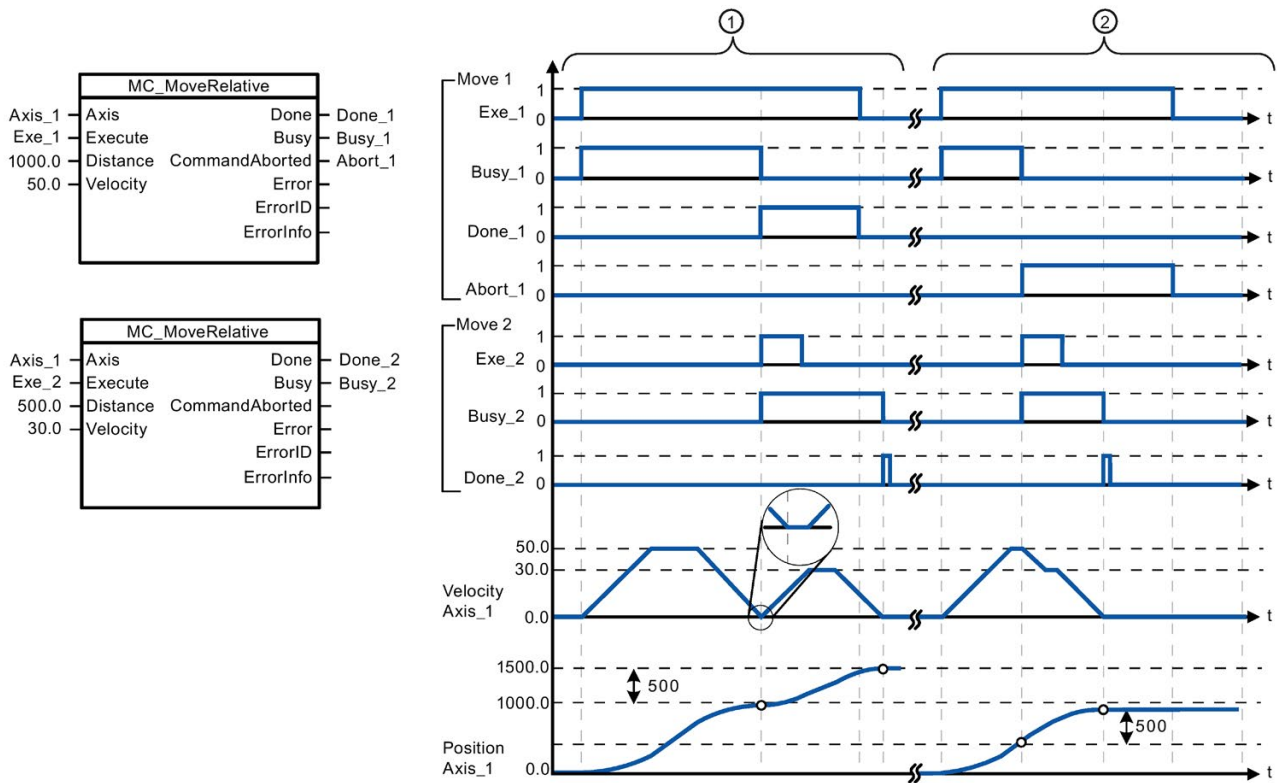 MC_MoveRelative
Axis_1 Axis Done Done_1
Exe_1 Execute Busy Busy_1
1000.0 Distance CommandAborted Abort_1
50.0 Velocity Error
ErrorID
ErrorInfo
MC_MoveRelative
Axis_1 Axis Done Done_2
Exe_2 Execute Busy Busy_2
500.0 Distance CommandAborted
30.0 Velocity Error
ErrorID
ErrorInfo
1 2
Move 1
1
Exe_1 0 t
1
Busy_1 0 t
1
Done_1 0 t
1
Abort_1 0 t
Move 2
1
Exe_2 0 t
1
Busy_2 0 t
1
Done_2 0 t
50.0
30.0
Velocity
Axis_1 0.0 t
1500.0
500
1000.0
500
Position
Axis_1 0.0 t